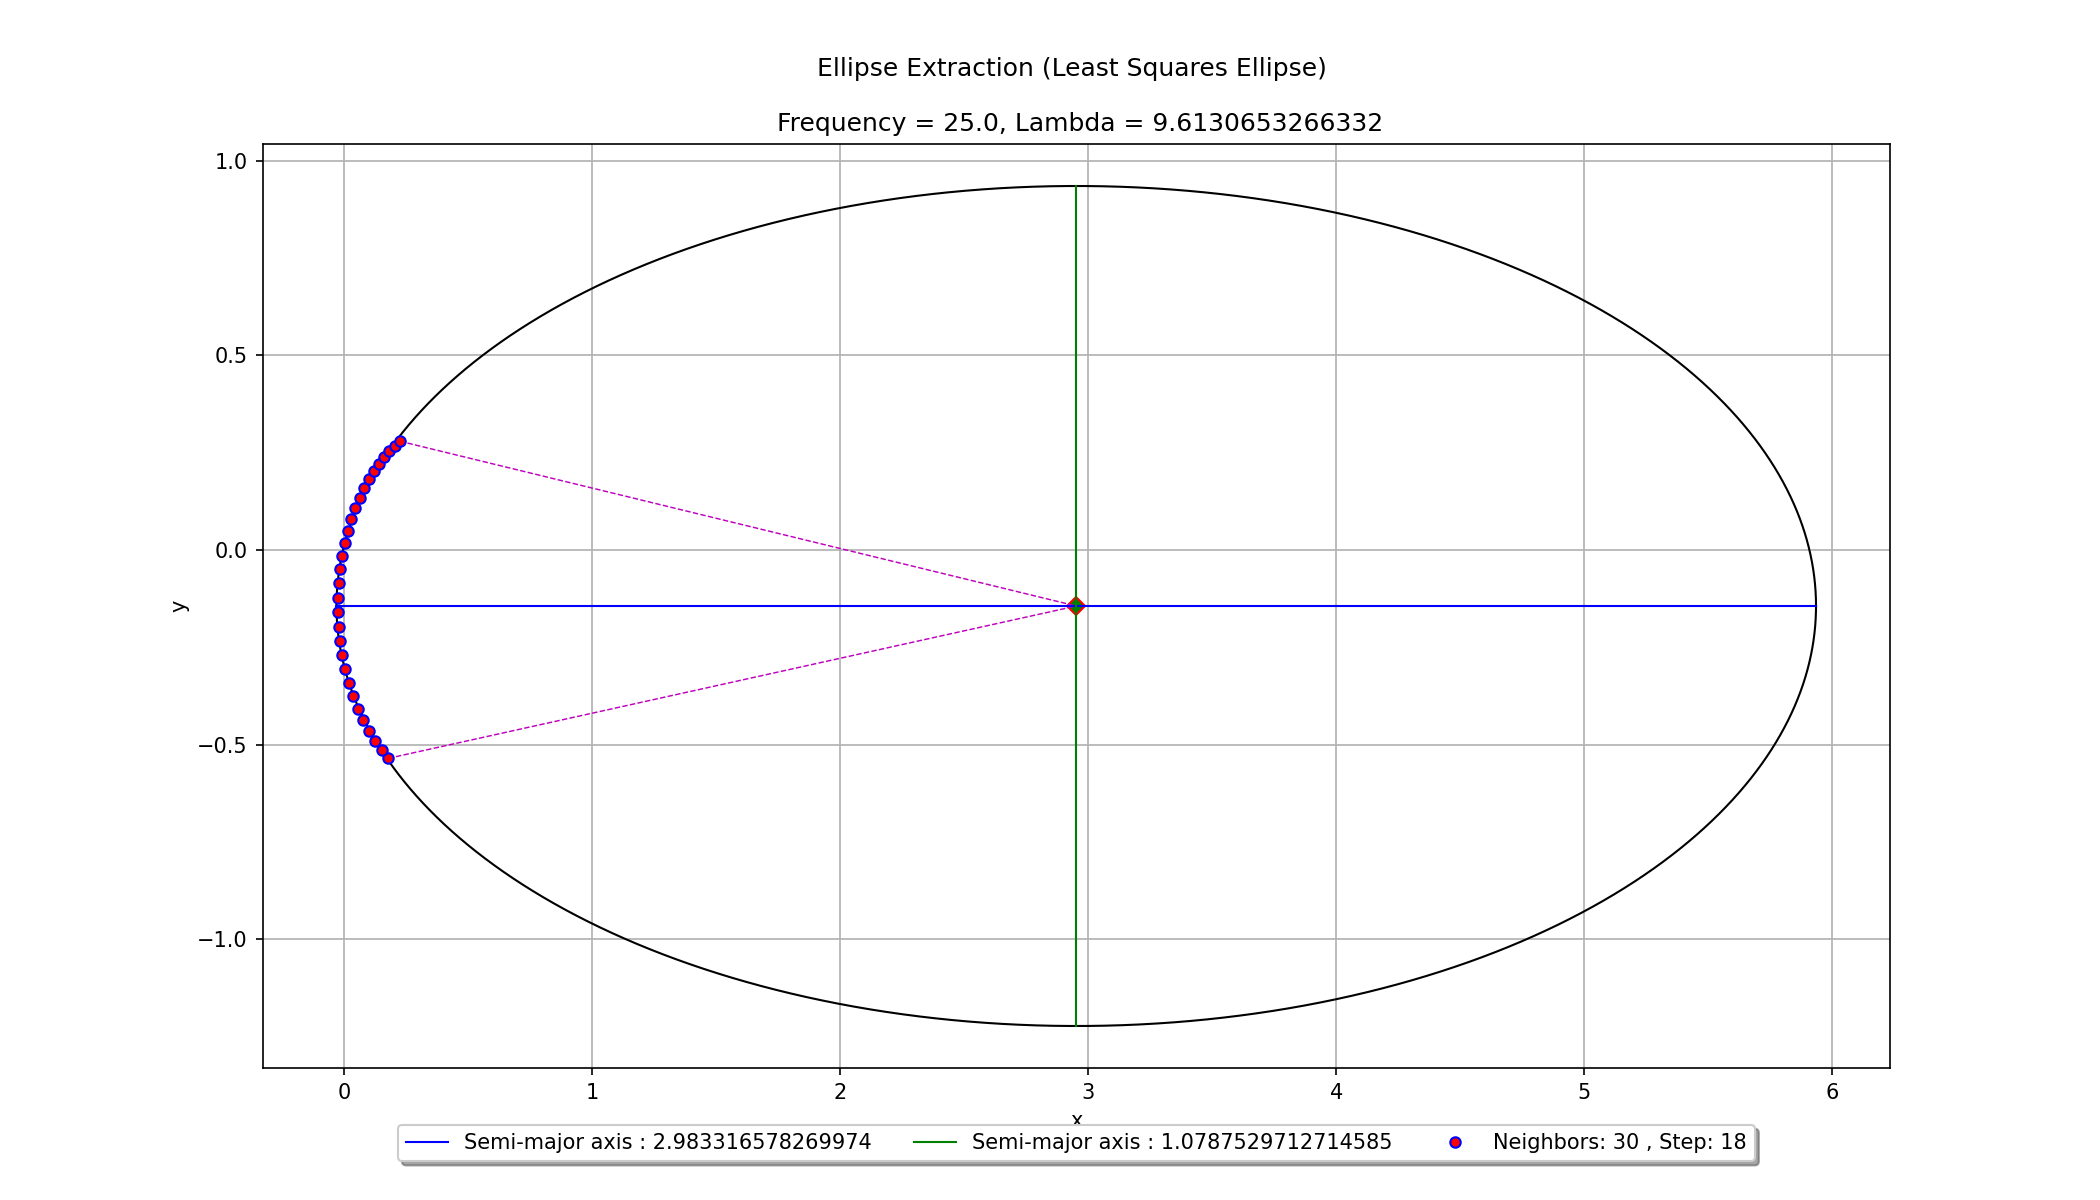 Ellipse Extraction (Least Squares Ellipse)
Frequency = 25.0, Lambda = 9.6130653266332
1.0
0.5
0.0
−0.5
−1.0
y
0 1 2 3 4 5 6
x
Semi-major axis : 2.983316578269974 Semi-major axis : 1.0787529712714585 Neighbors: 30 , Step: 18